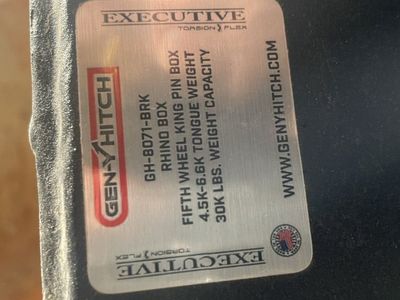 EXECUTIVE
TORSION FLEX
GEN-Y HITCH
GH-8071-BRK
RHINO BOX
FIFTH WHEEL KING PIN BOX
4.5K-6.6K TONGUE WEIGHT
30K LBS. WEIGHT CAPACITY
WWW.GENYHITCH.COM
EXECUTIVE
TORSION FLEX